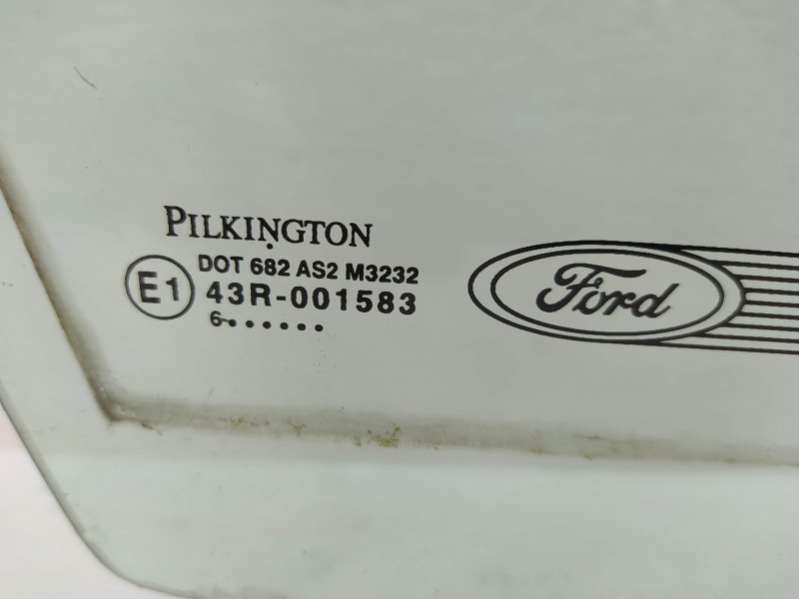 PILKINGTON
DOT 682 AS2 M3232
E1
43R-001583
6-......
Ford